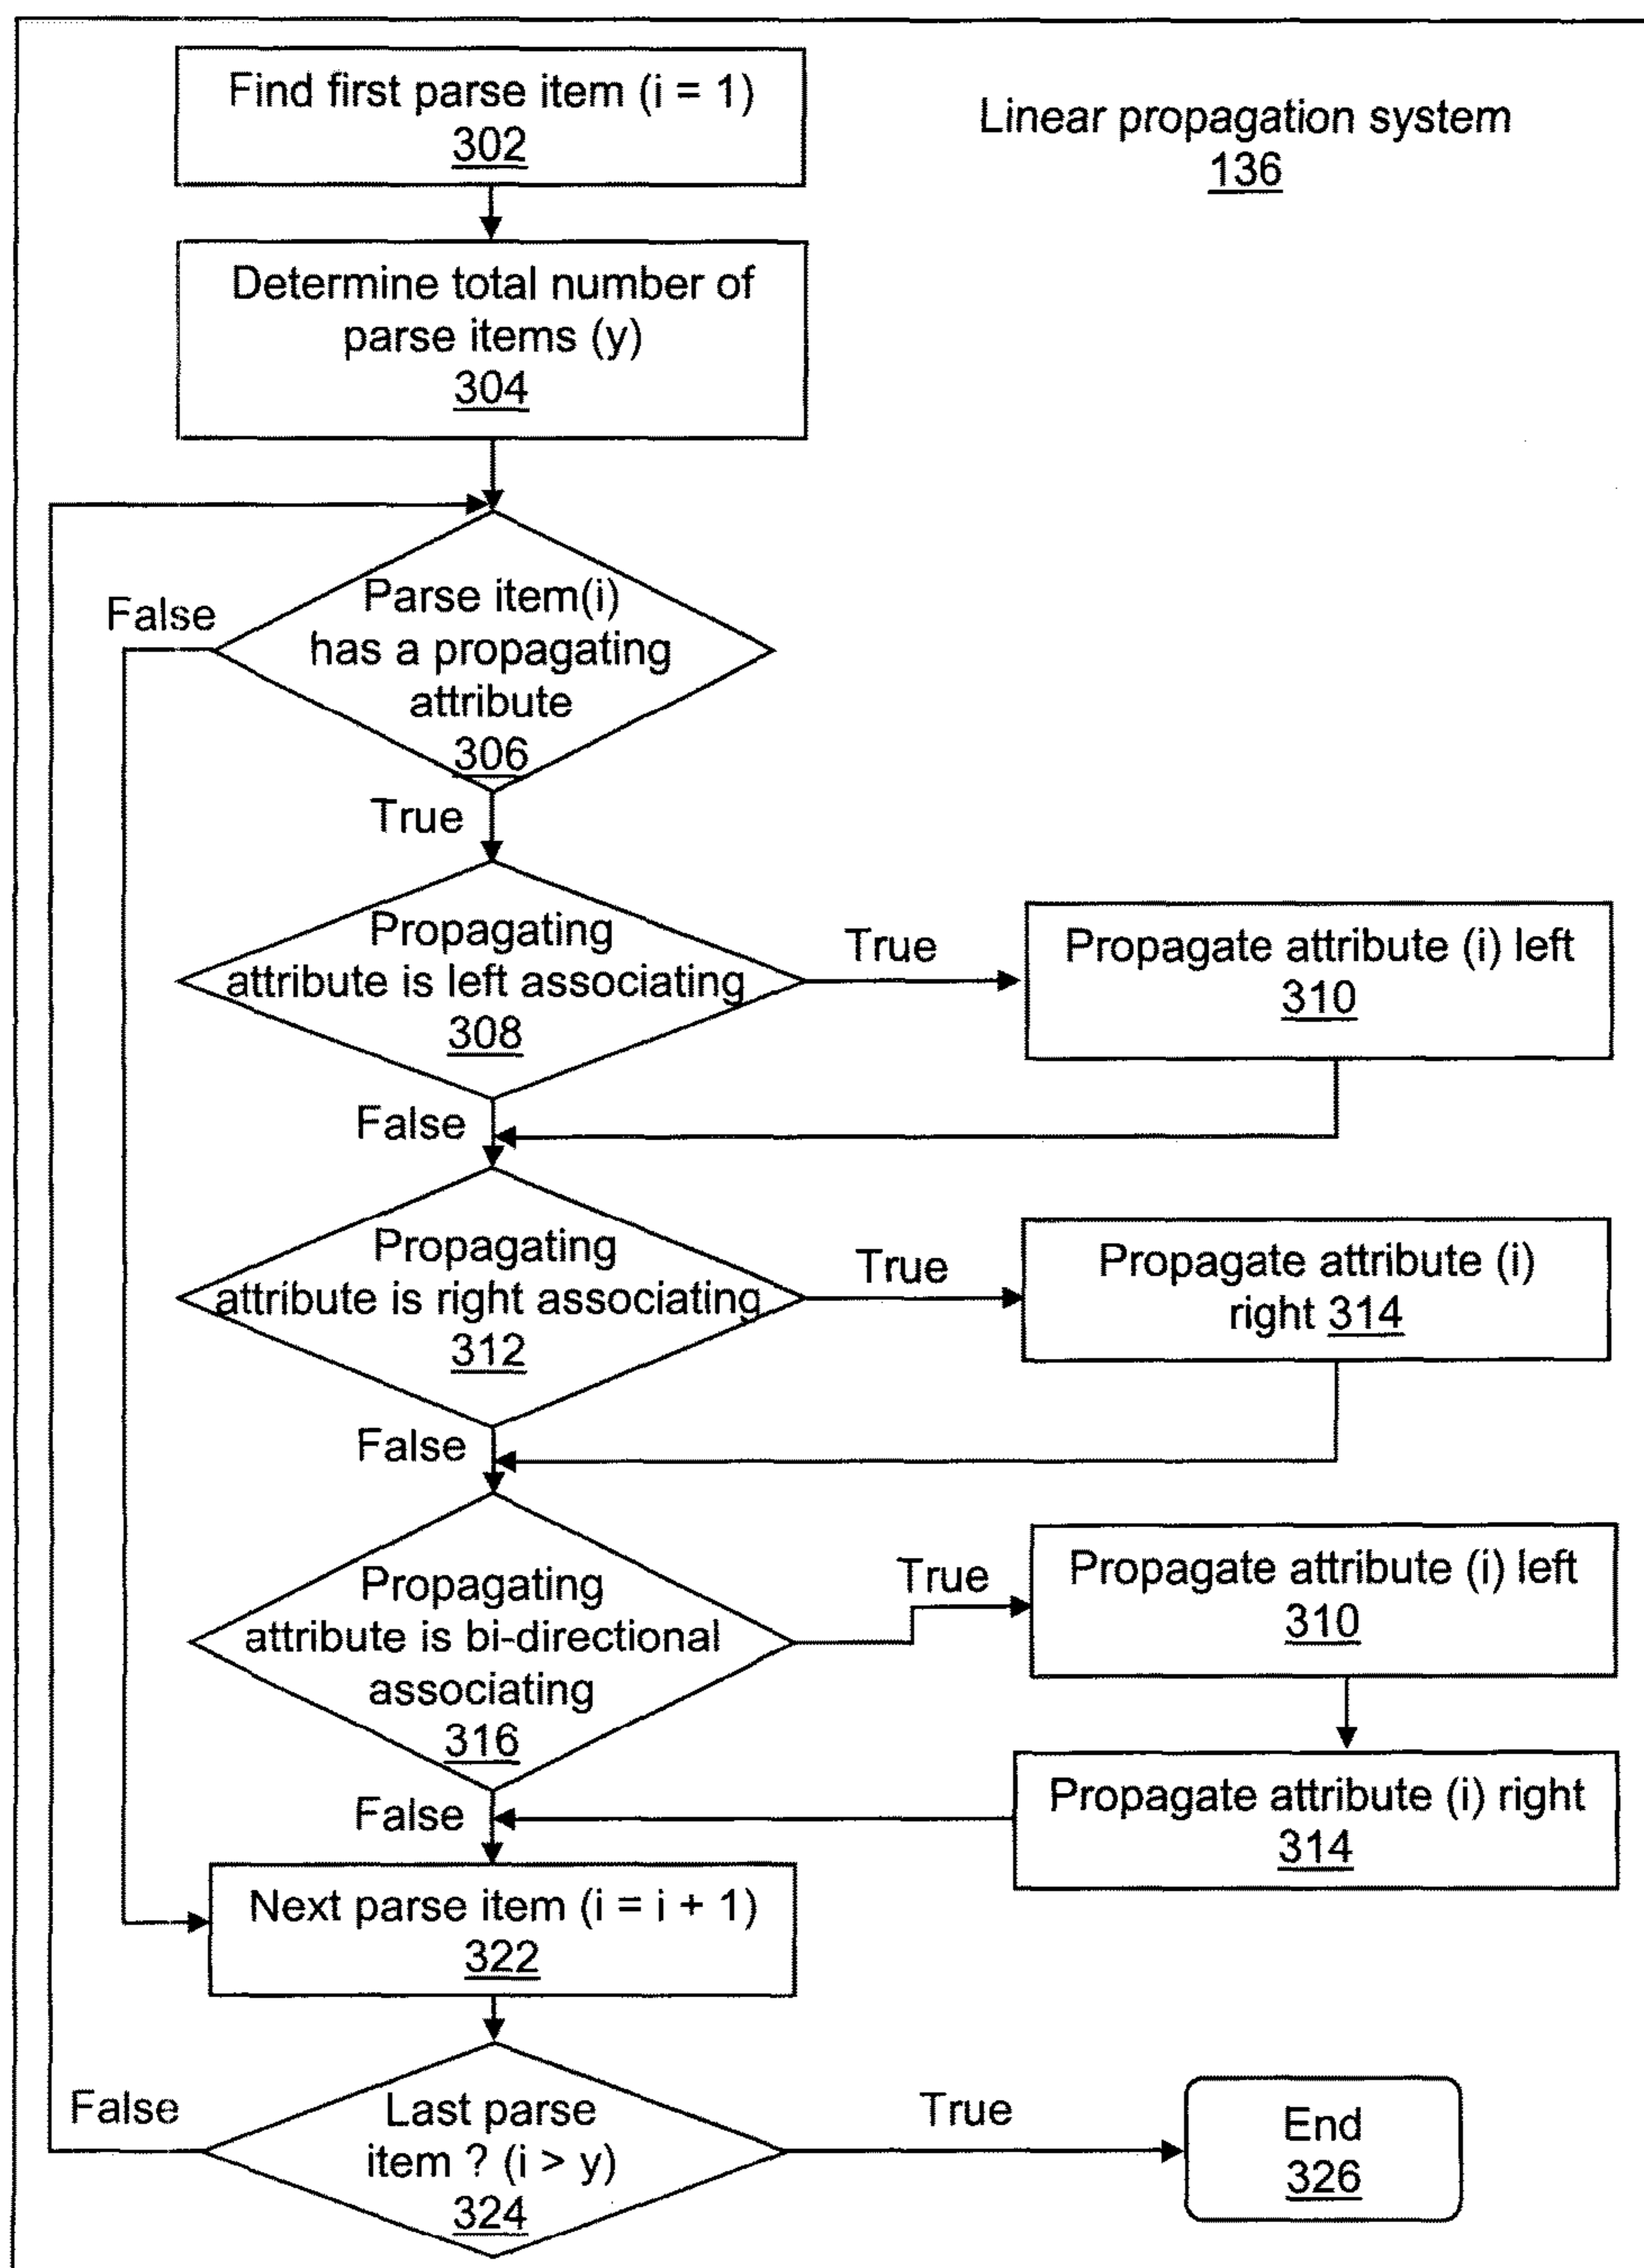 Find first parse item (i = 1)
302
Linear propagation system
136
Determine total number of
parse items (y)
304
False
Parse item(i)
has a propagating
attribute
306
True
Propagating
attribute is left associating
308
True
Propagate attribute (i) left
310
False
Propagating
attribute is right associating
312
True
Propagate attribute (i)
right 314
False
Propagating
attribute is bi-directional
associating
316
True
Propagate attribute (i) left
310
Propagate attribute (i) right
314
False
Next parse item (i = i + 1)
322
False
Last parse
item ? (i > y)
324
True
End
326